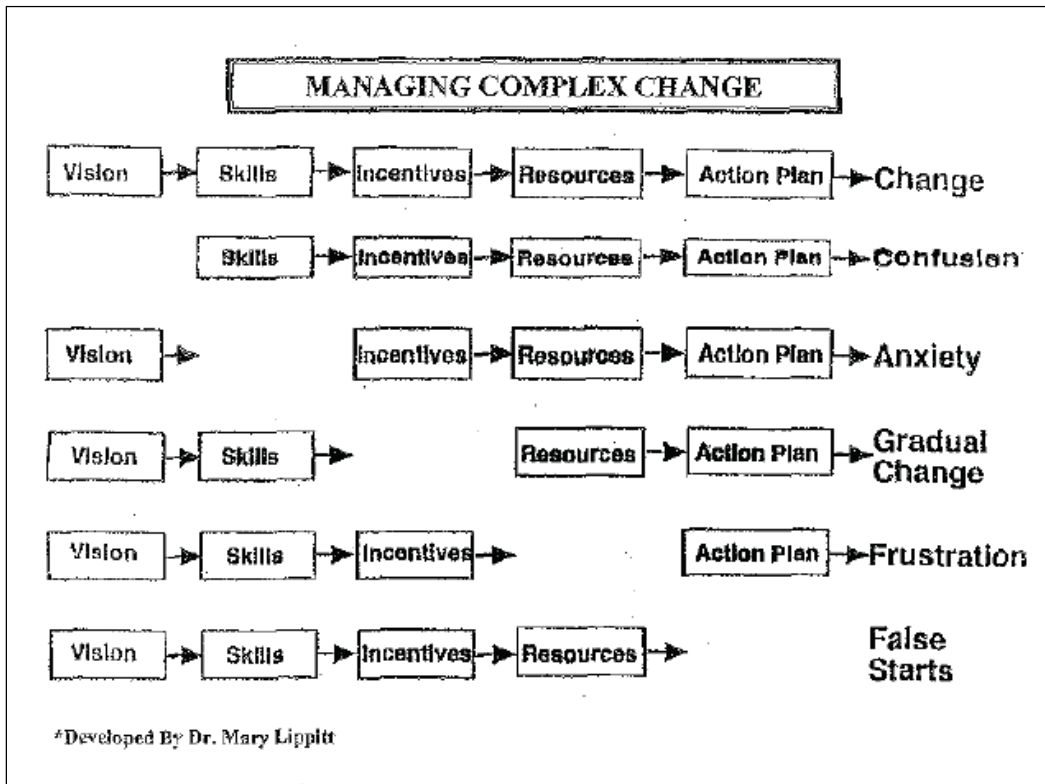 MANAGING COMPLEX CHANGE
Vision Skills Incentives Resources Action Plan Change
Skills Incentives Resources Action Plan Confusion
Vision Incentives Resources Action Plan Anxiety
Vision Skills Resources Action Plan Gradual
Change
Vision Skills Incentives Action Plan Frustration
Vision Skills Incentives Resources False
Starts
*Developed By Dr. Mary Lippitt